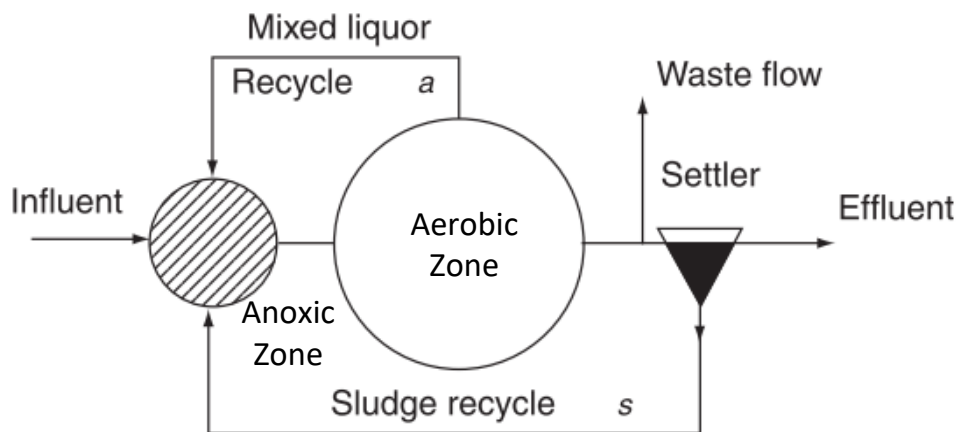 Mixed liquor
Recycle a
Waste flow
Settler
Influent
Effluent
Aerobic
Zone
Anoxic
Zone
Sludge recycle s